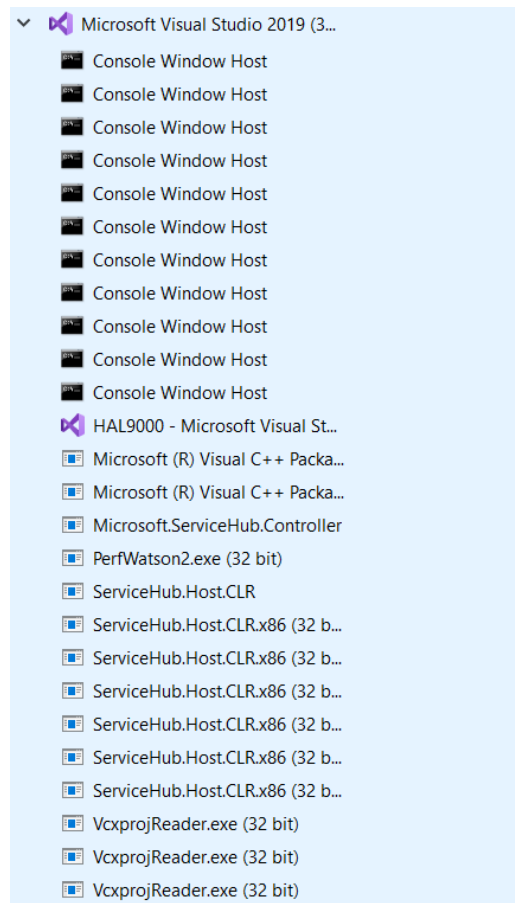 Microsoft Visual Studio 2019 (3...
Console Window Host
Console Window Host
Console Window Host
Console Window Host
Console Window Host
Console Window Host
Console Window Host
Console Window Host
Console Window Host
Console Window Host
Console Window Host
HAL9000 - Microsoft Visual St...
Microsoft (R) Visual C++ Packa...
Microsoft (R) Visual C++ Packa...
Microsoft.ServiceHub.Controller
PerfWatson2.exe (32 bit)
ServiceHub.Host.CLR
ServiceHub.Host.CLR.x86 (32 b...
ServiceHub.Host.CLR.x86 (32 b...
ServiceHub.Host.CLR.x86 (32 b...
ServiceHub.Host.CLR.x86 (32 b...
ServiceHub.Host.CLR.x86 (32 b...
ServiceHub.Host.CLR.x86 (32 b...
VcxprojReader.exe (32 bit)
VcxprojReader.exe (32 bit)
VcxprojReader.exe (32 bit)